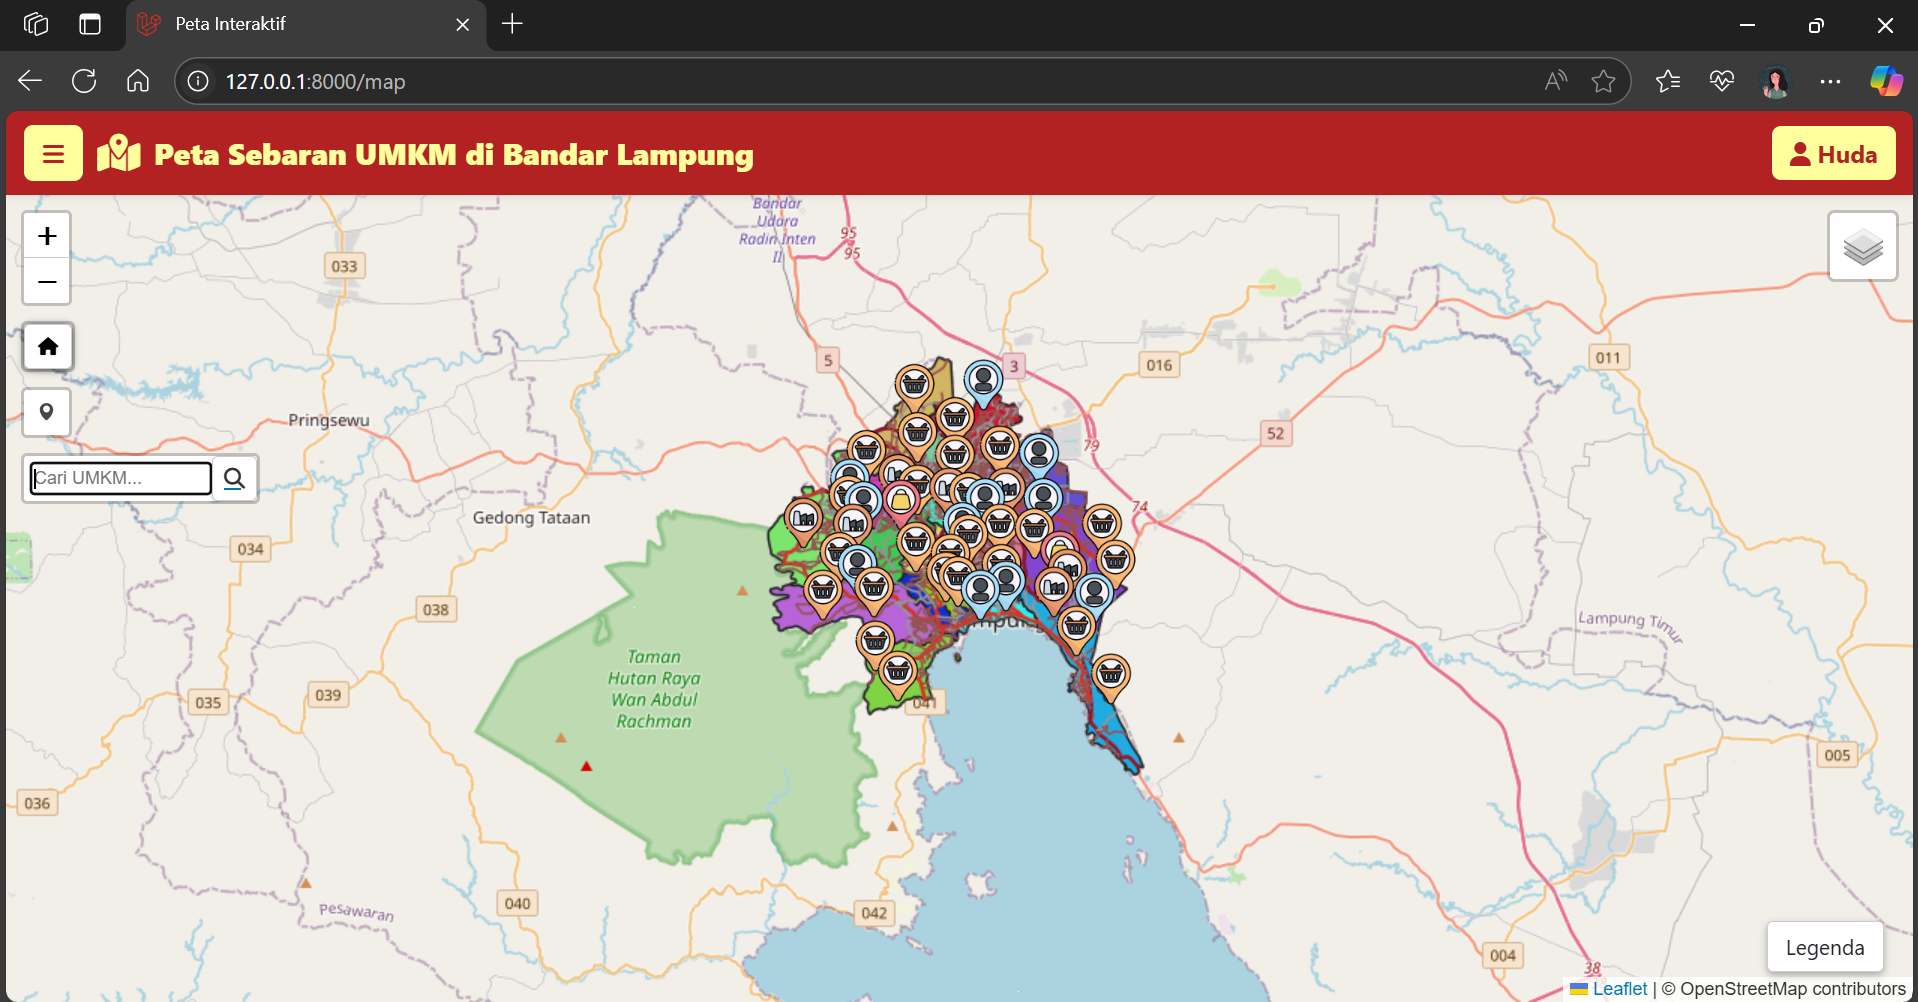 Peta Interaktif
127.0.0.1:8000/map
Peta Sebaran UMKM di Bandar Lampung
Huda
+
−
Cari UMKM...
Bandar
Udara
Radin Inten
II
95
95
033
5
3
016
011
Pringsewu
79
52
74
Gedong Tataan
034
038
Lampung Timur
Taman
Hutan Raya
Wan Abdul
Rachman
039
035
041
036
005
040
Pesawaran
042
004
38
Legenda
Leaflet | © OpenStreetMap contributors